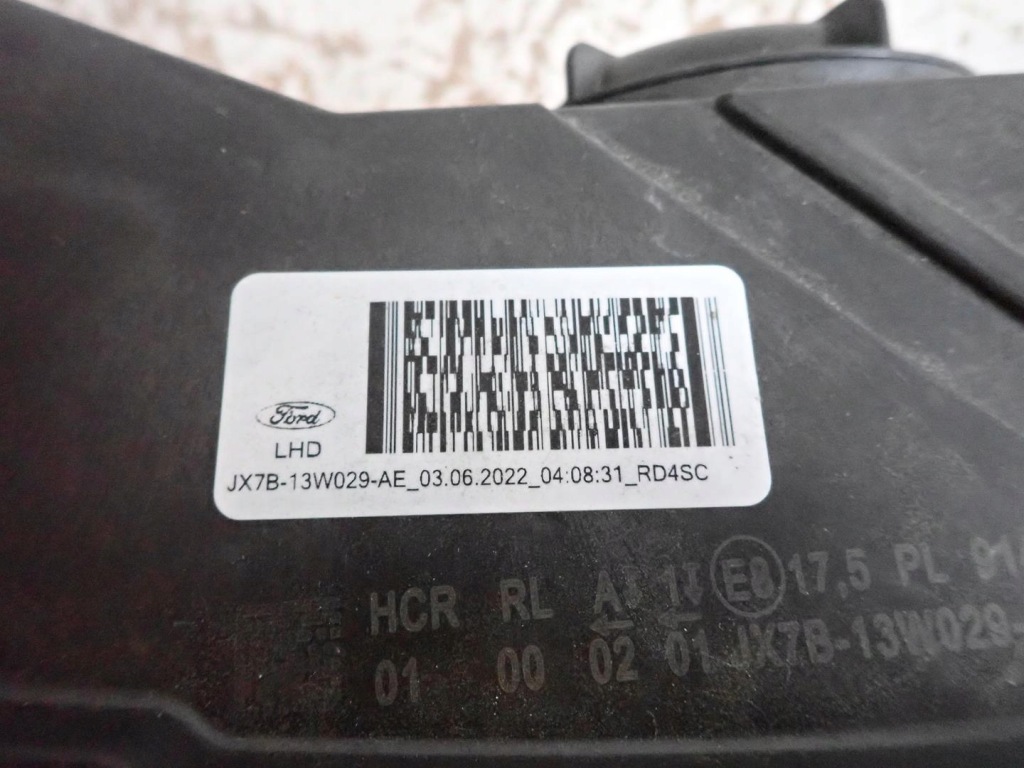 Ford
LHD
JX7B-13W029-AE_03.06.2022_04:08:31_RD4SC
HCR RL A 1 E8 17,5 PL
01 00 02 01 JX7B-13W029-